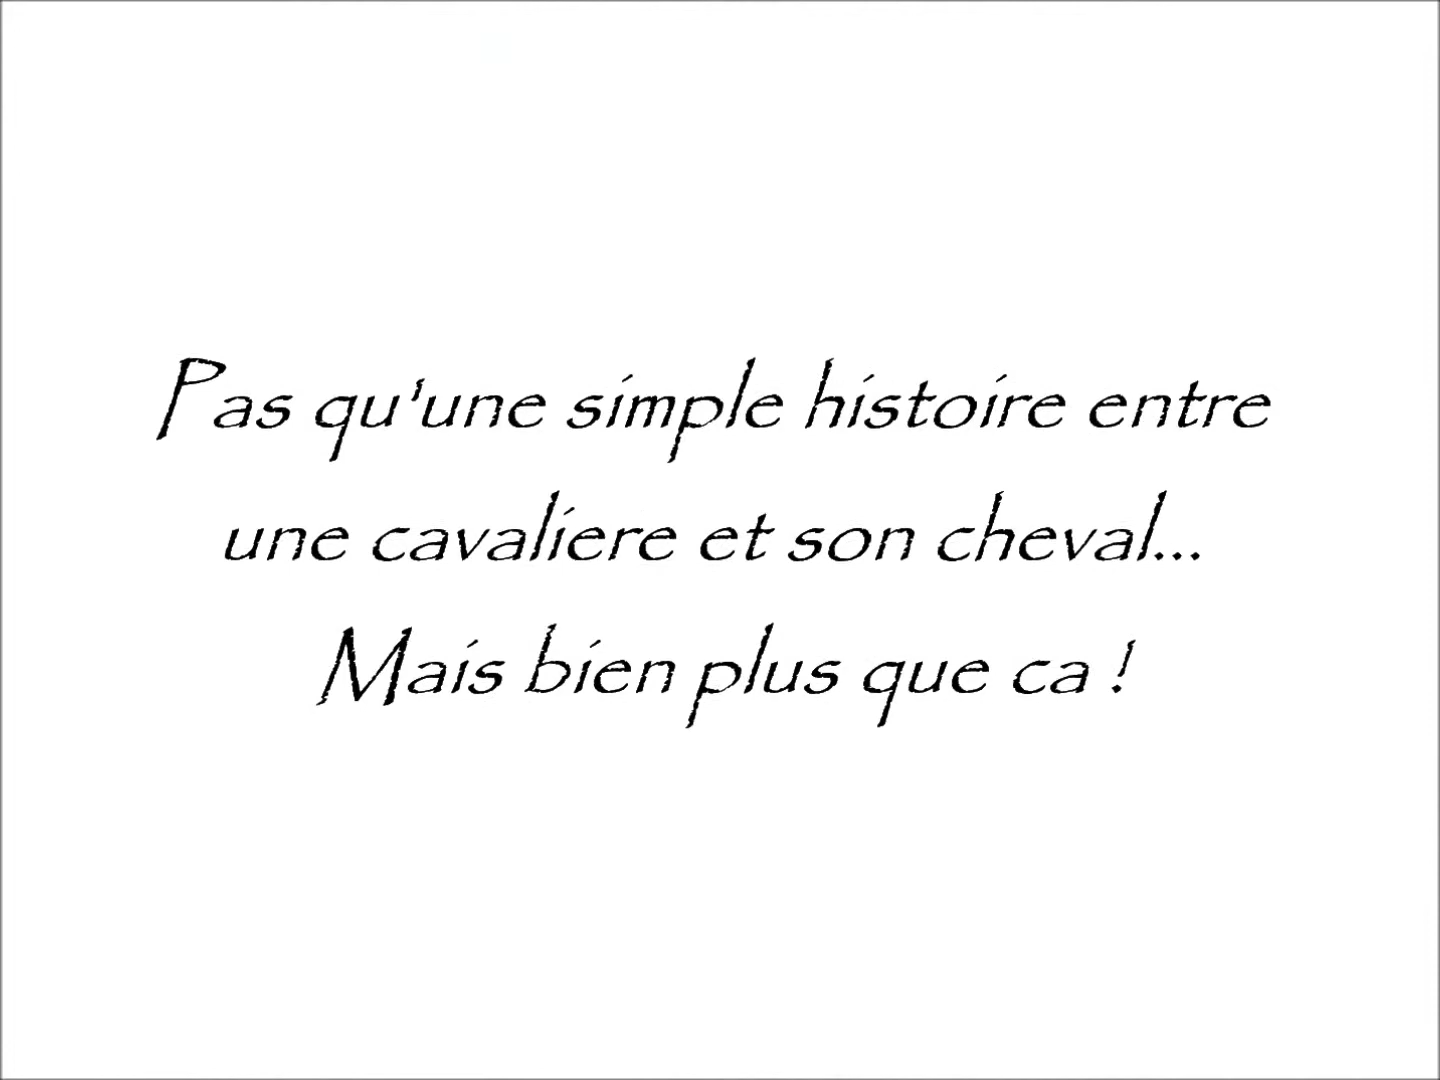 Pas qu'une simple histoire entre
une cavaliere et son cheval...
Mais bien plus que ca !